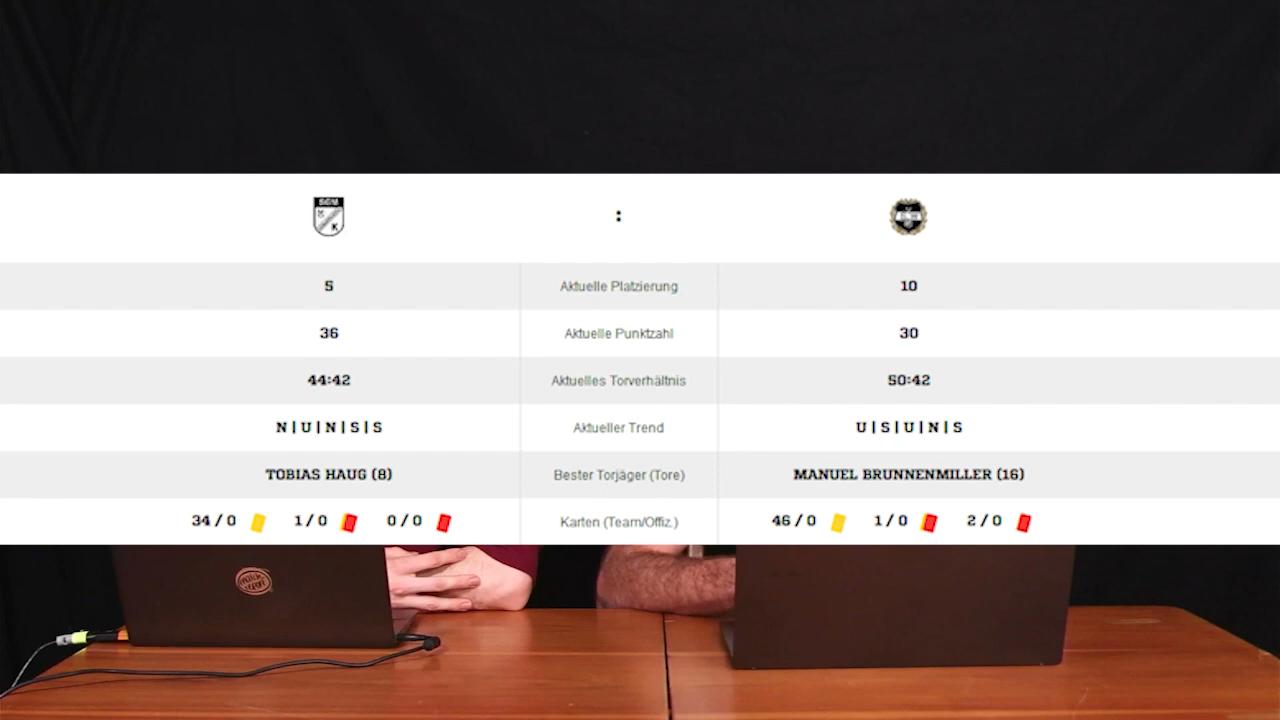 SGM
K
:
5 Aktuelle Platzierung 10
36 Aktuelle Punktzahl 30
44:42 Aktuelles Torverhältnis 50:42
N | U | N | S | S Aktueller Trend U | S | U | N | S
TOBIAS HAUG (8) Bester Torjäger (Tore) MANUEL BRUNNENMILLER (16)
34 / 0 1 / 0 0 / 0 Karten (Team/Offiz.) 46 / 0 1 / 0 2 / 0